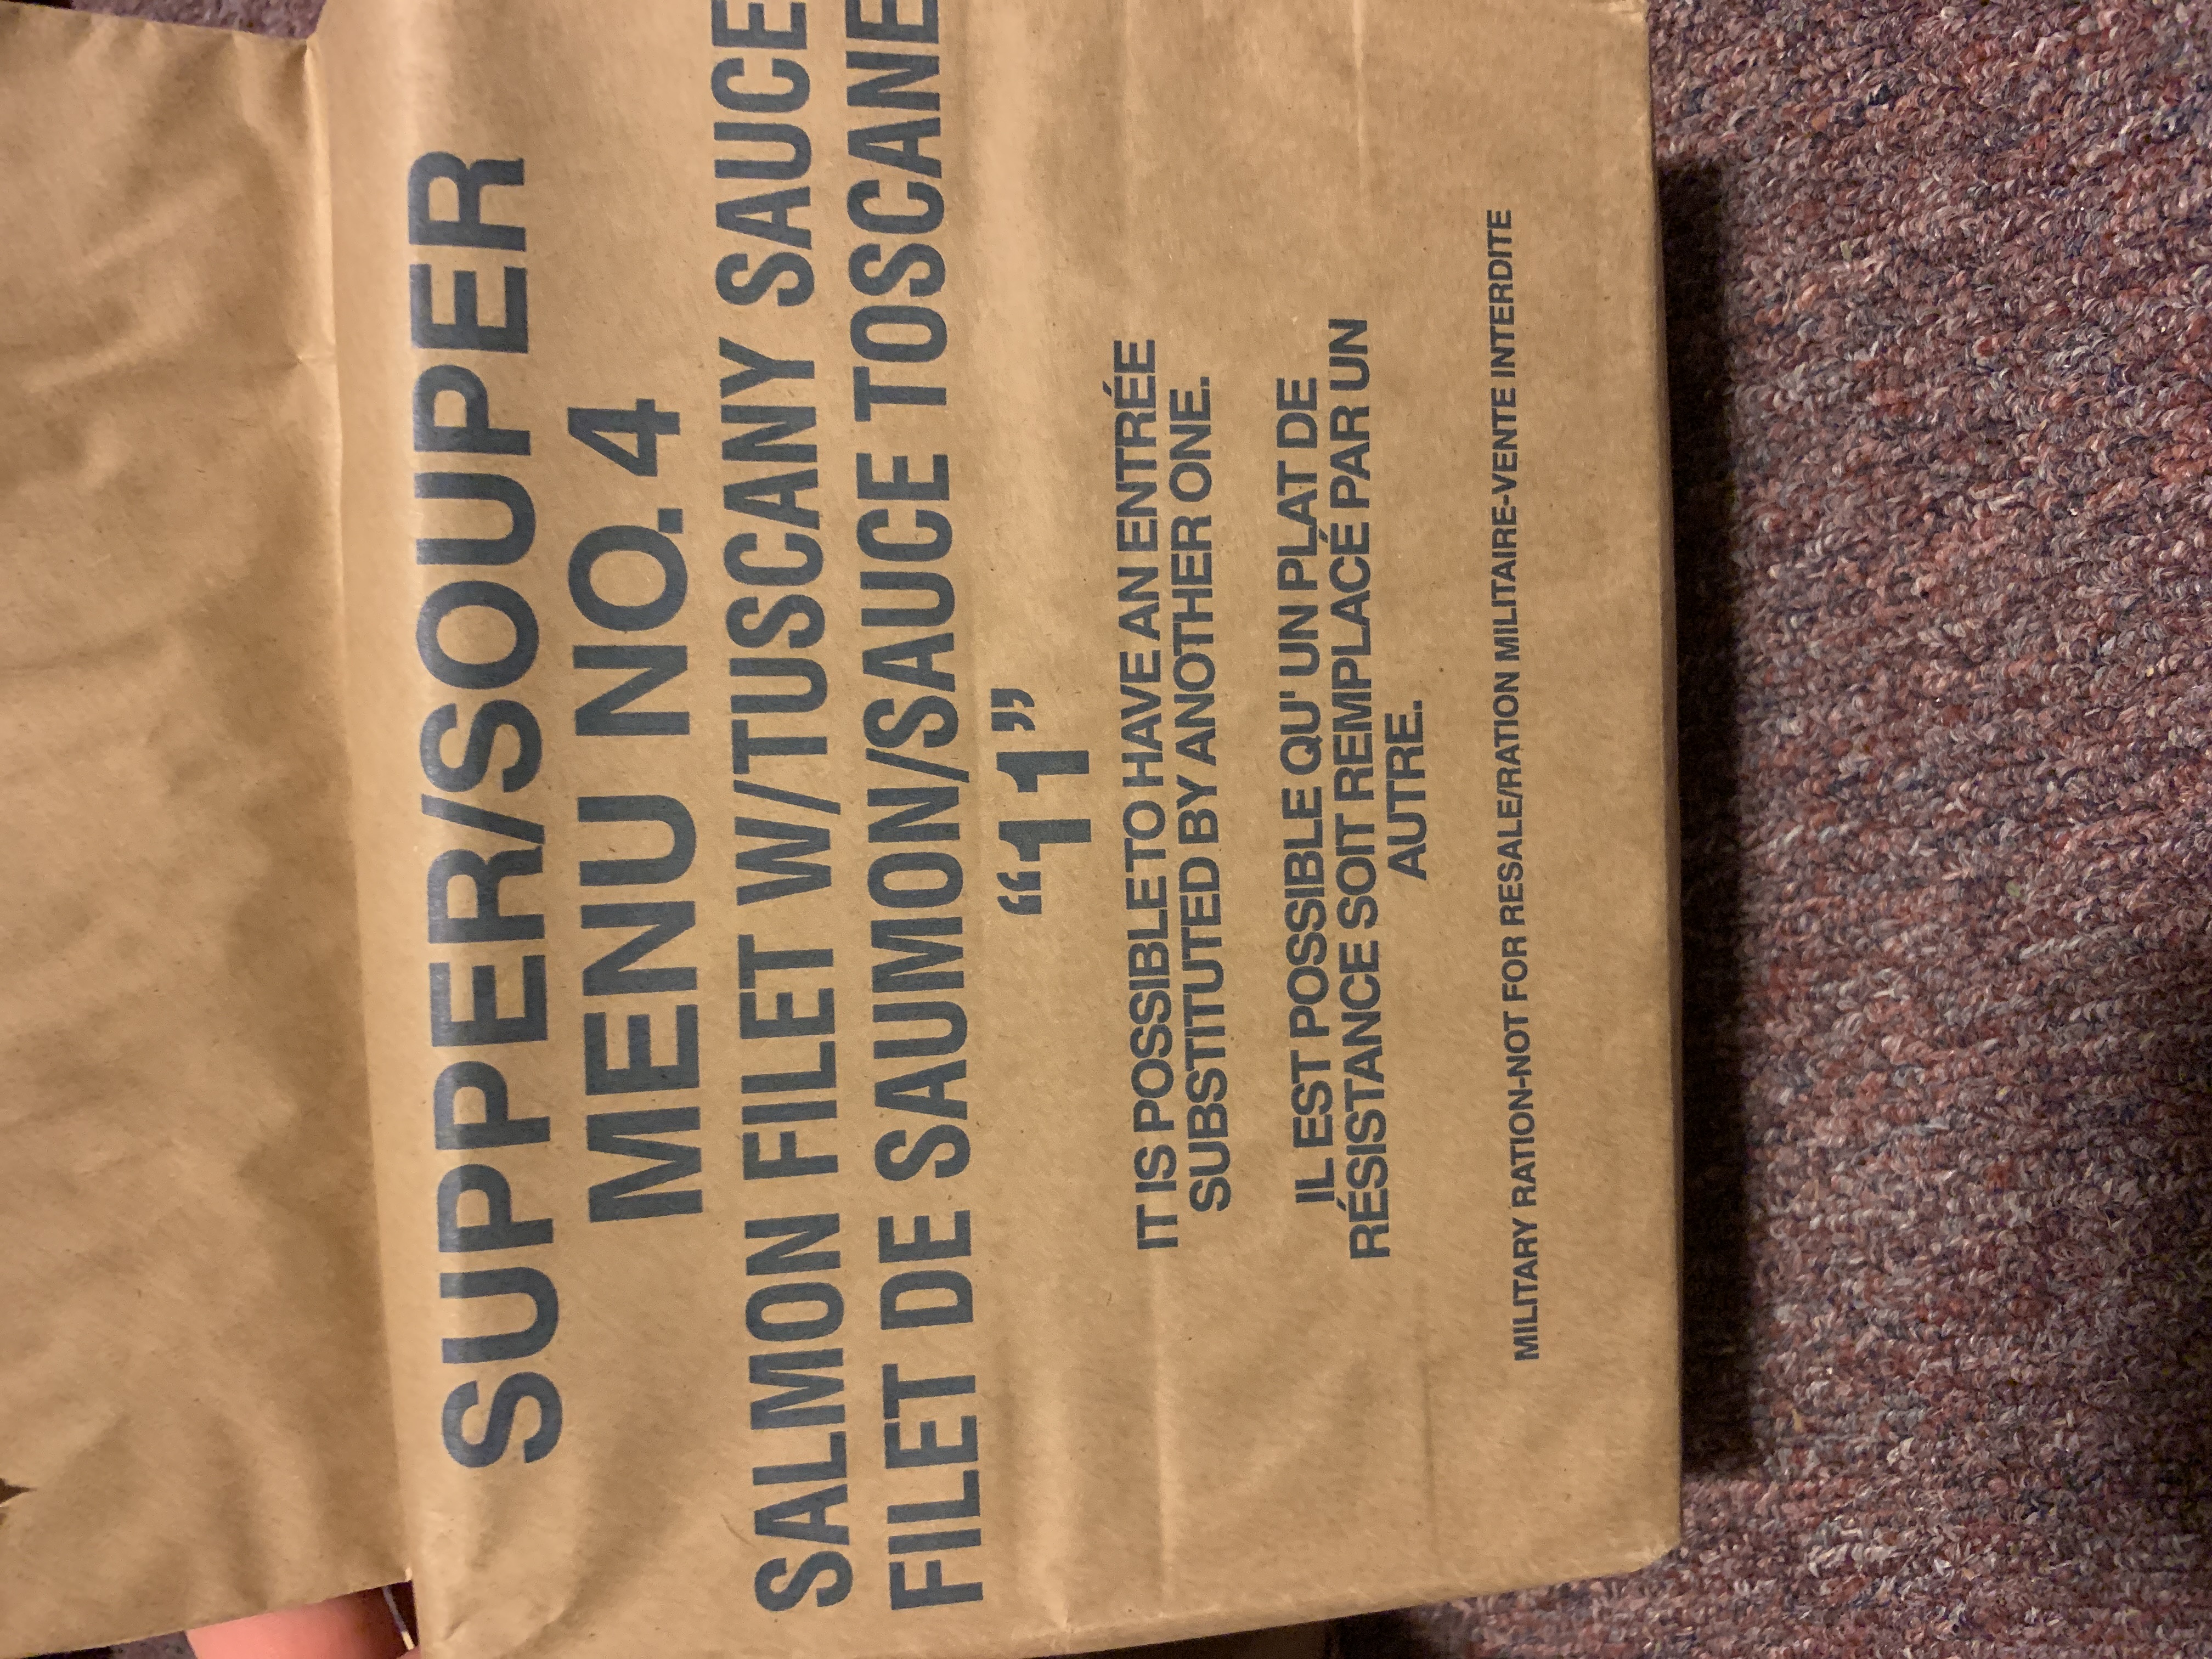 SUPPER/SOUPER
MENU NO. 4
SALMON FILET W/TUSCANY SAUCE
FILET DE SAUMON/SAUCE TOSCANE
“11”
IT IS POSSIBLE TO HAVE AN ENTRÉE
SUBSTITUTED BY ANOTHER ONE.
IL EST POSSIBLE QU' UN PLAT DE
RÉSISTANCE SOIT REMPLACÉ PAR UN
AUTRE.
MILITARY RATION-NOT FOR RESALE/RATION MILITAIRE-VENTE INTERDITE